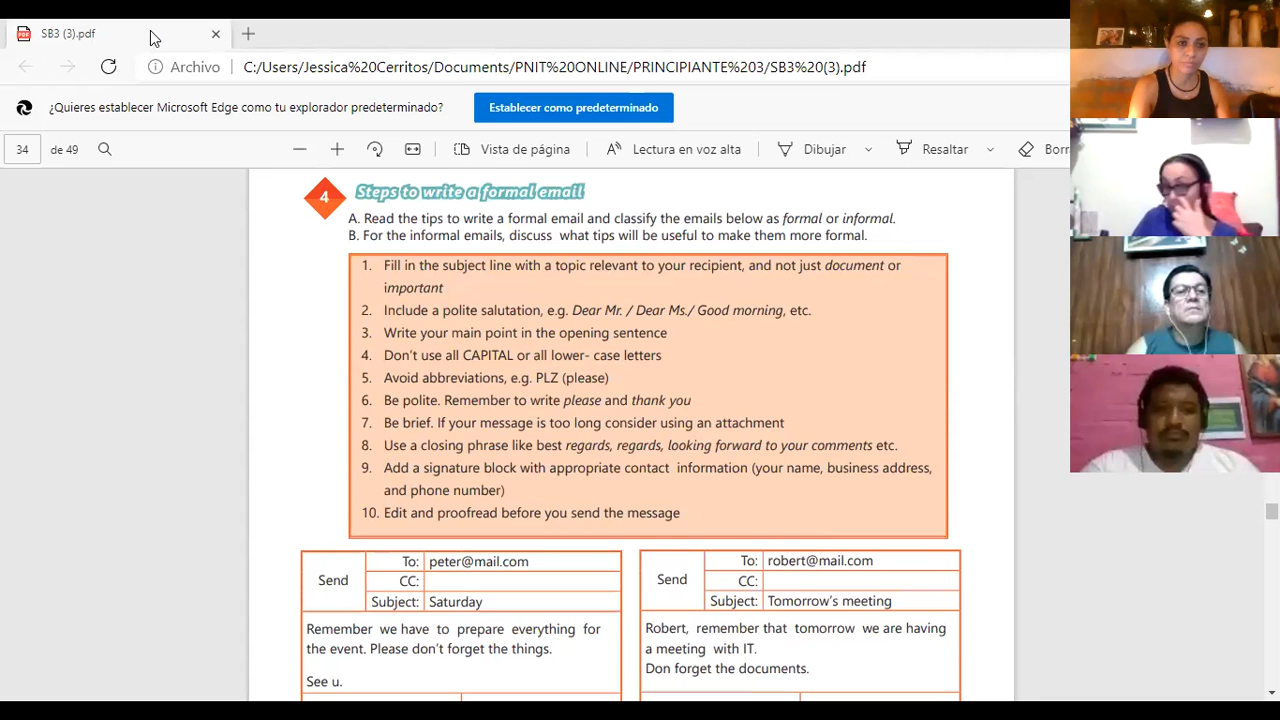 SB3 (3).pdf
Archivo
C:/Users/Jessica%20Cerritos/Documents/PNIT%20ONLINE/PRINCIPIANTE%203/SB3%20(3).pdf
¿Quieres establecer Microsoft Edge como tu explorador predeterminado?
Establecer como predeterminado
34
de 49
Vista de página
Lectura en voz alta
Dibujar
Resaltar
Borr
4
Steps to write a formal email
A. Read the tips to write a formal email and classify the emails below as formal or informal.
B. For the informal emails, discuss what tips will be useful to make them more formal.
1. Fill in the subject line with a topic relevant to your recipient, and not just document or
important
2. Include a polite salutation, e.g. Dear Mr. / Dear Ms./ Good morning, etc.
3. Write your main point in the opening sentence
4. Don't use all CAPITAL or all lower- case letters
5. Avoid abbreviations, e.g. PLZ (please)
6. Be polite. Remember to write please and thank you
7. Be brief. If your message is too long consider using an attachment
8. Use a closing phrase like best regards, regards, looking forward to your comments etc.
9. Add a signature block with appropriate contact information (your name, business address,
and phone number)
10. Edit and proofread before you send the message
Send
To: peter@mail.com
CC:
Subject: Saturday
Remember we have to prepare everything for
the event. Please don't forget the things.
See u.
Send
To: robert@mail.com
CC:
Subject: Tomorrow's meeting
Robert, remember that tomorrow we are having
a meeting with IT.
Don forget the documents.